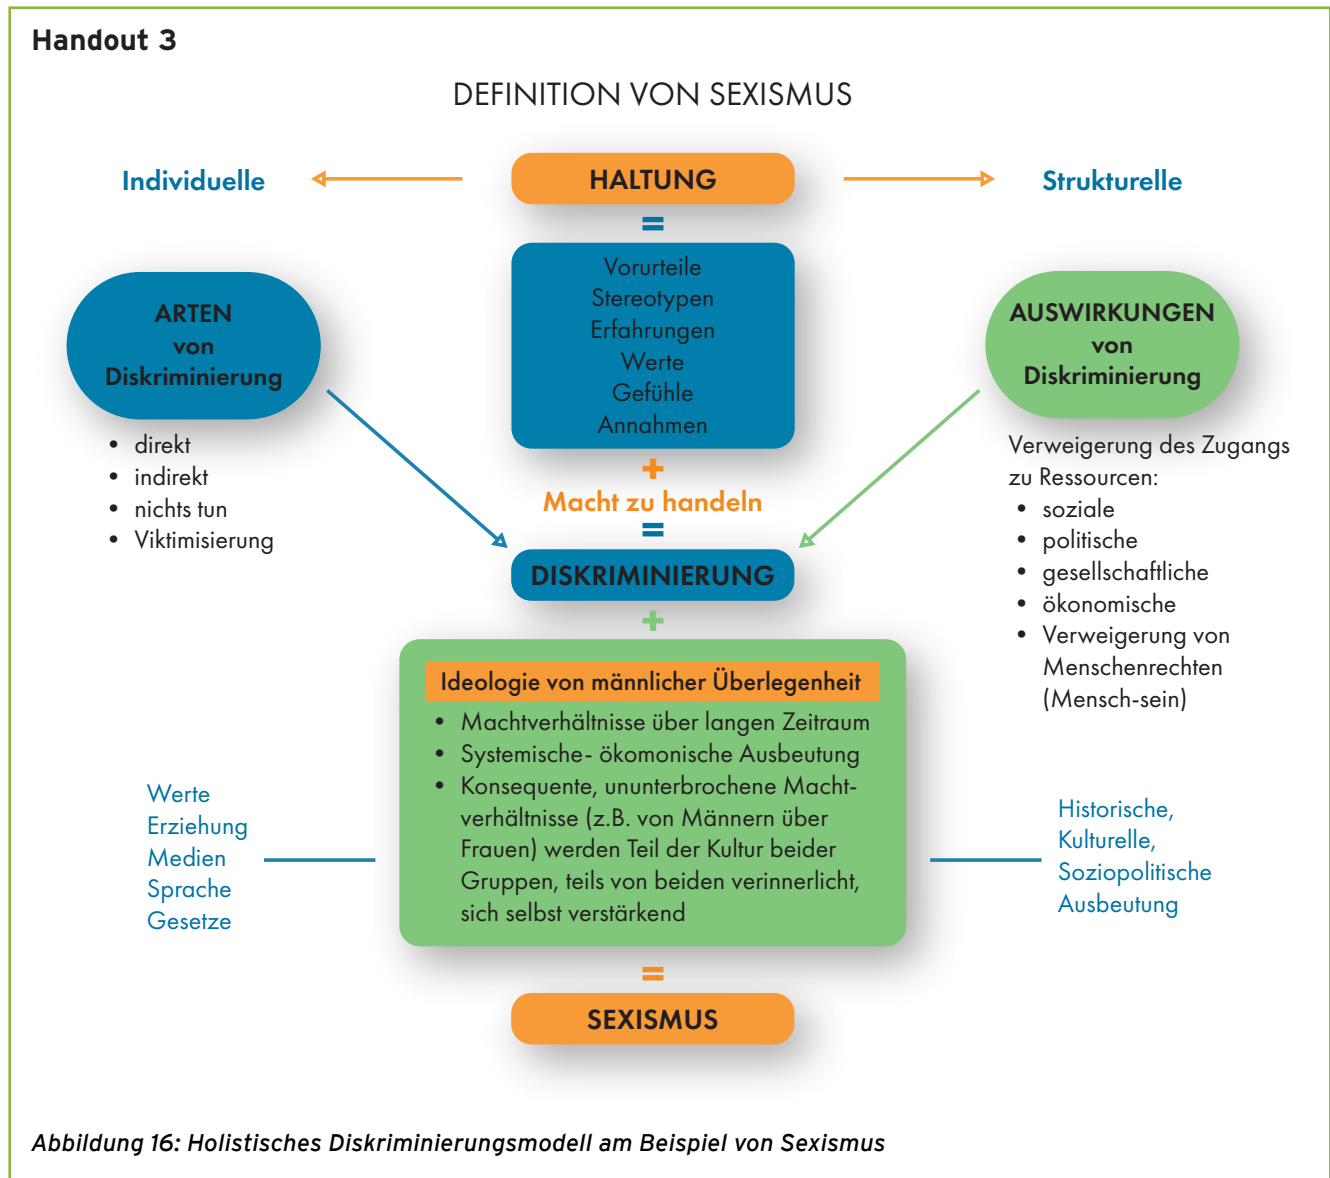 Handout 3
DEFINITION VON SEXISMUS
Individuelle
HALTUNG
Strukturelle
=
Vorurteile
Stereotypen
Erfahrungen
Werte
Gefühle
Annahmen
+
Macht zu handeln
=
DISKRIMINIERUNG
+
ARTEN
von
Diskriminierung
• direkt
• indirekt
• nichts tun
• Viktimisierung
AUSWIRKUNGEN
von
Diskriminierung
Verweigerung des Zugangs
zu Ressourcen:
• soziale
• politische
• gesellschaftliche
• ökonomische
• Verweigerung von
Menschenrechten
(Mensch-sein)
Ideologie von männlicher Überlegenheit
• Machtverhältnisse über langen Zeitraum
• Systemische- ökomonische Ausbeutung
• Konsequente, ununterbrochene Macht-
verhältnisse (z.B. von Männern über
Frauen) werden Teil der Kultur beider
Gruppen, teils von beiden verinnerlicht,
sich selbst verstärkend
Werte
Erziehung
Medien
Sprache
Gesetze
Historische,
Kulturelle,
Soziopolitische
Ausbeutung
=
SEXISMUS
Abbildung 16: Holistisches Diskriminierungsmodell am Beispiel von Sexismus